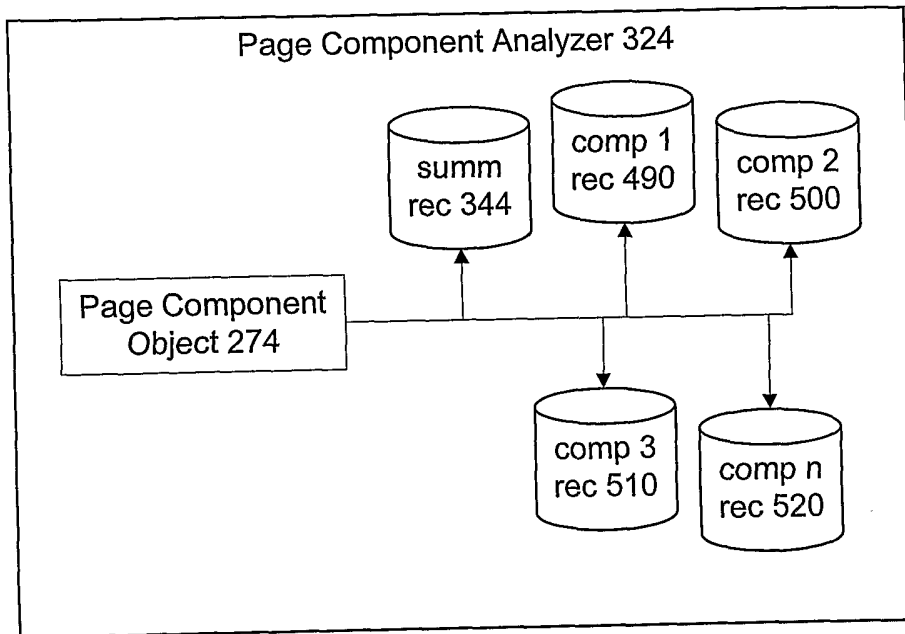 Page Component Analyzer 324
summ
rec 344
comp 1
rec 490
comp 2
rec 500
Page Component
Object 274
comp 3
rec 510
comp n
rec 520